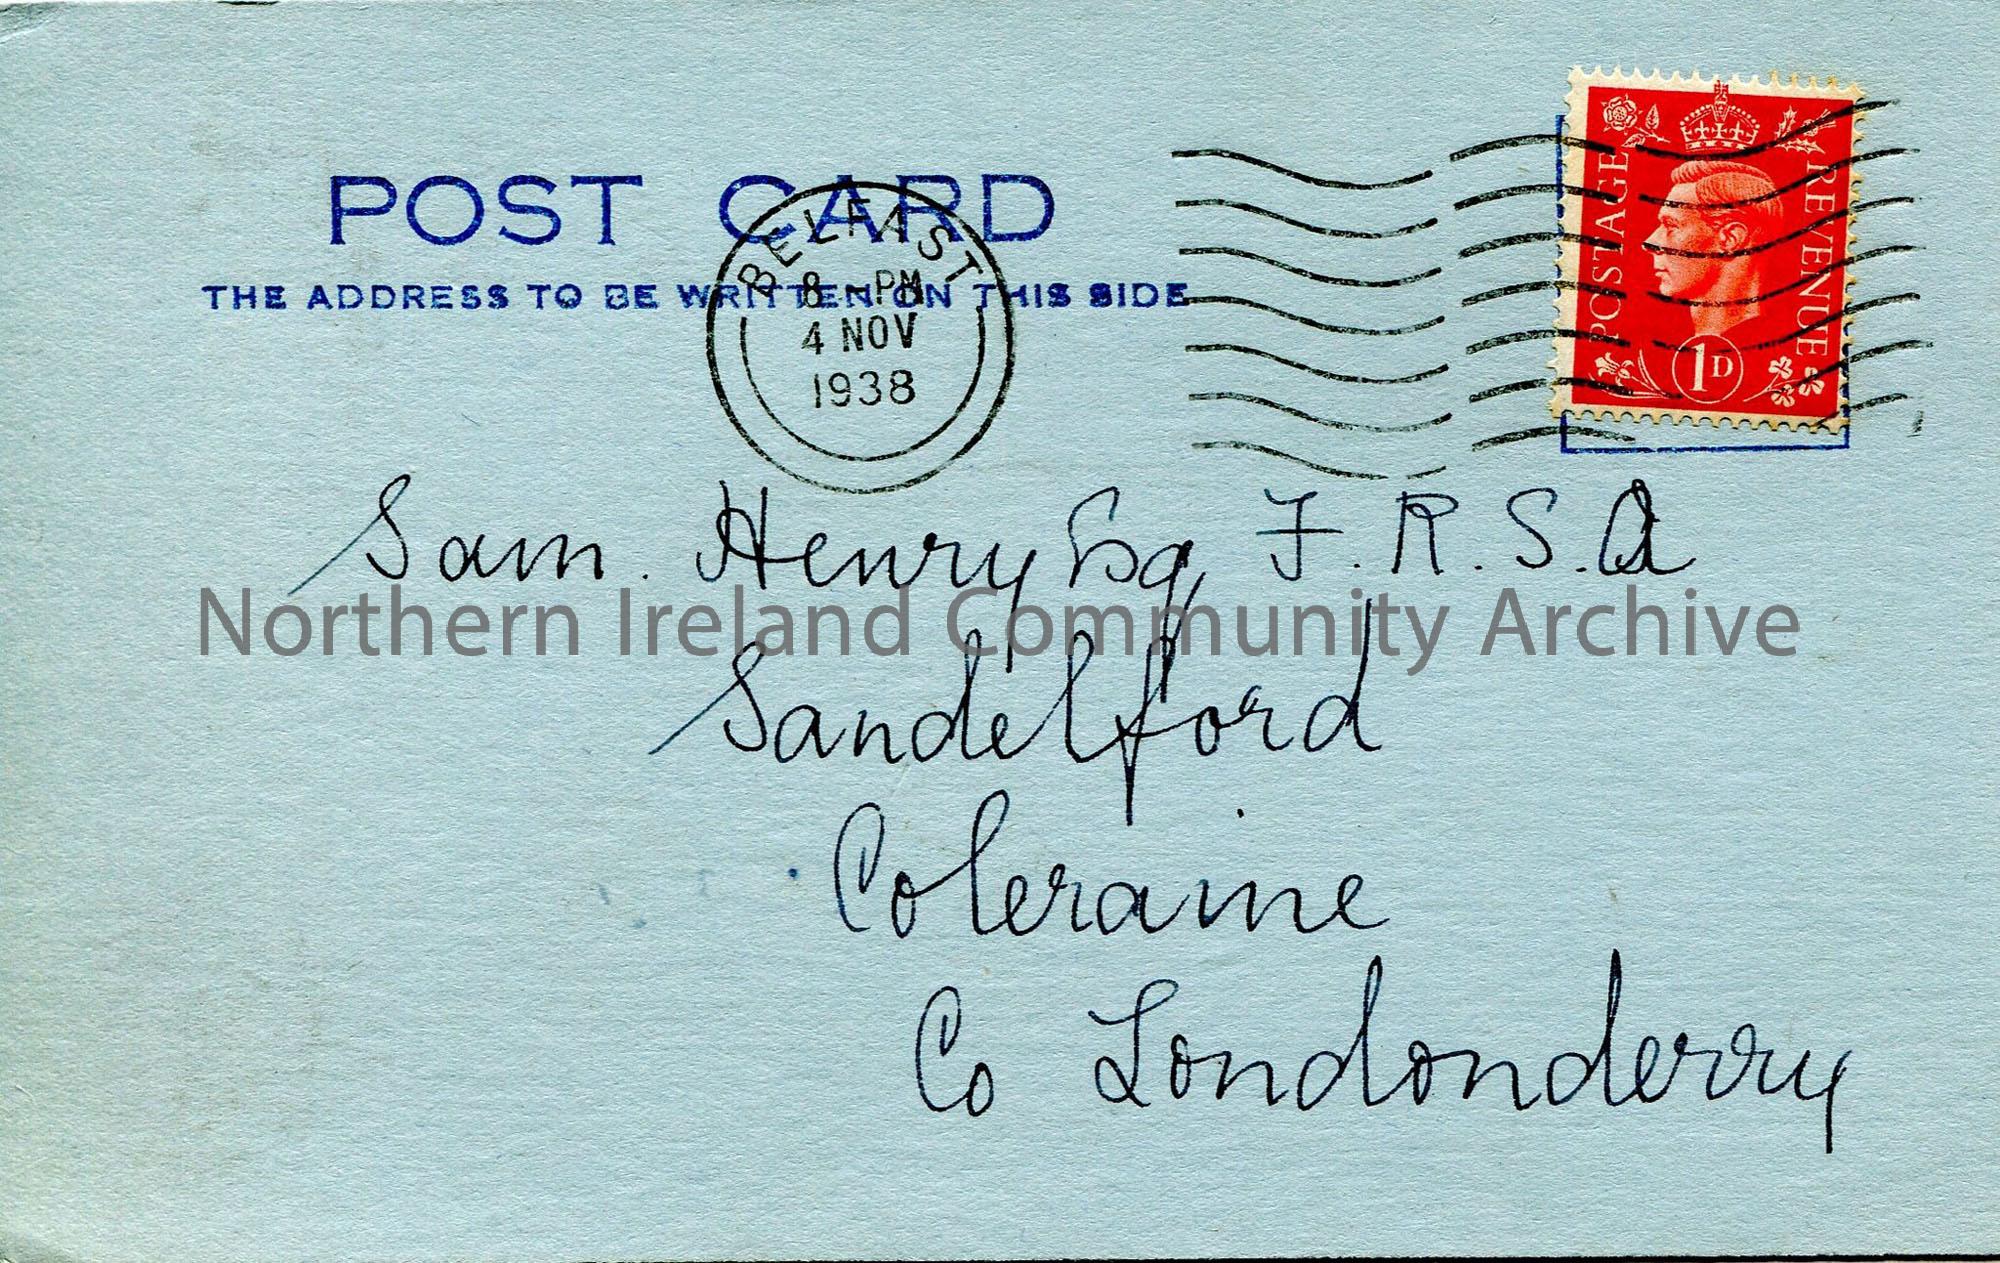 POST CARD
THE ADDRESS TO BE WRITTEN ON THIS SIDE
BELFAST
8 - PM
4 NOV
1938
POSTAGE
REVENUE
1D
Sam. Henry Esq, F.R.S.A
Northern Ireland Community Archive
Sandelford
Coleraine
Co Londonderry